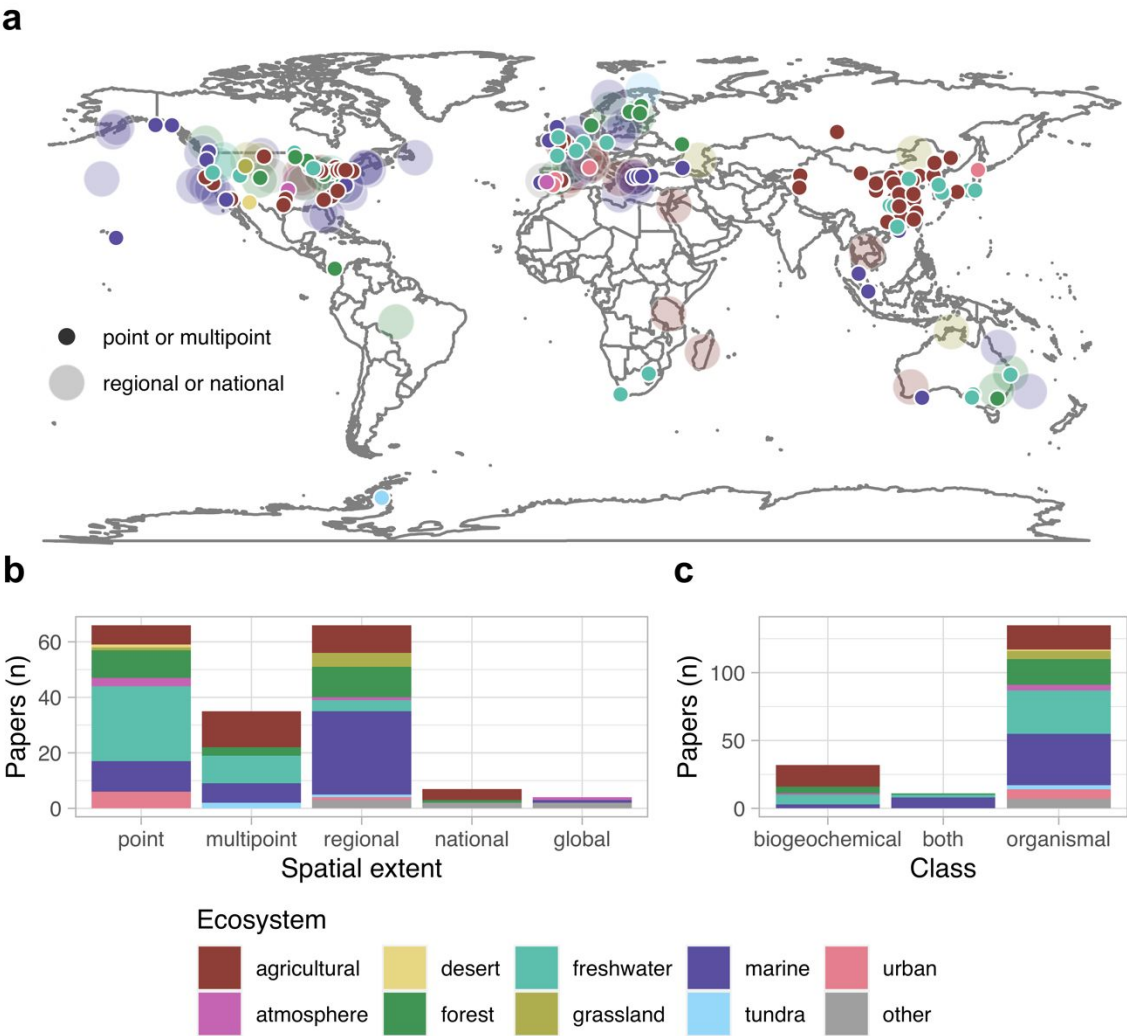 a
point or multipoint
regional or national
b
c
Papers (n)
60
40
20
0
point multipoint regional national global
Spatial extent
Papers (n)
100
50
0
biogeochemical both organismal
Class
Ecosystem
agricultural desert freshwater marine urban
atmosphere forest grassland tundra other